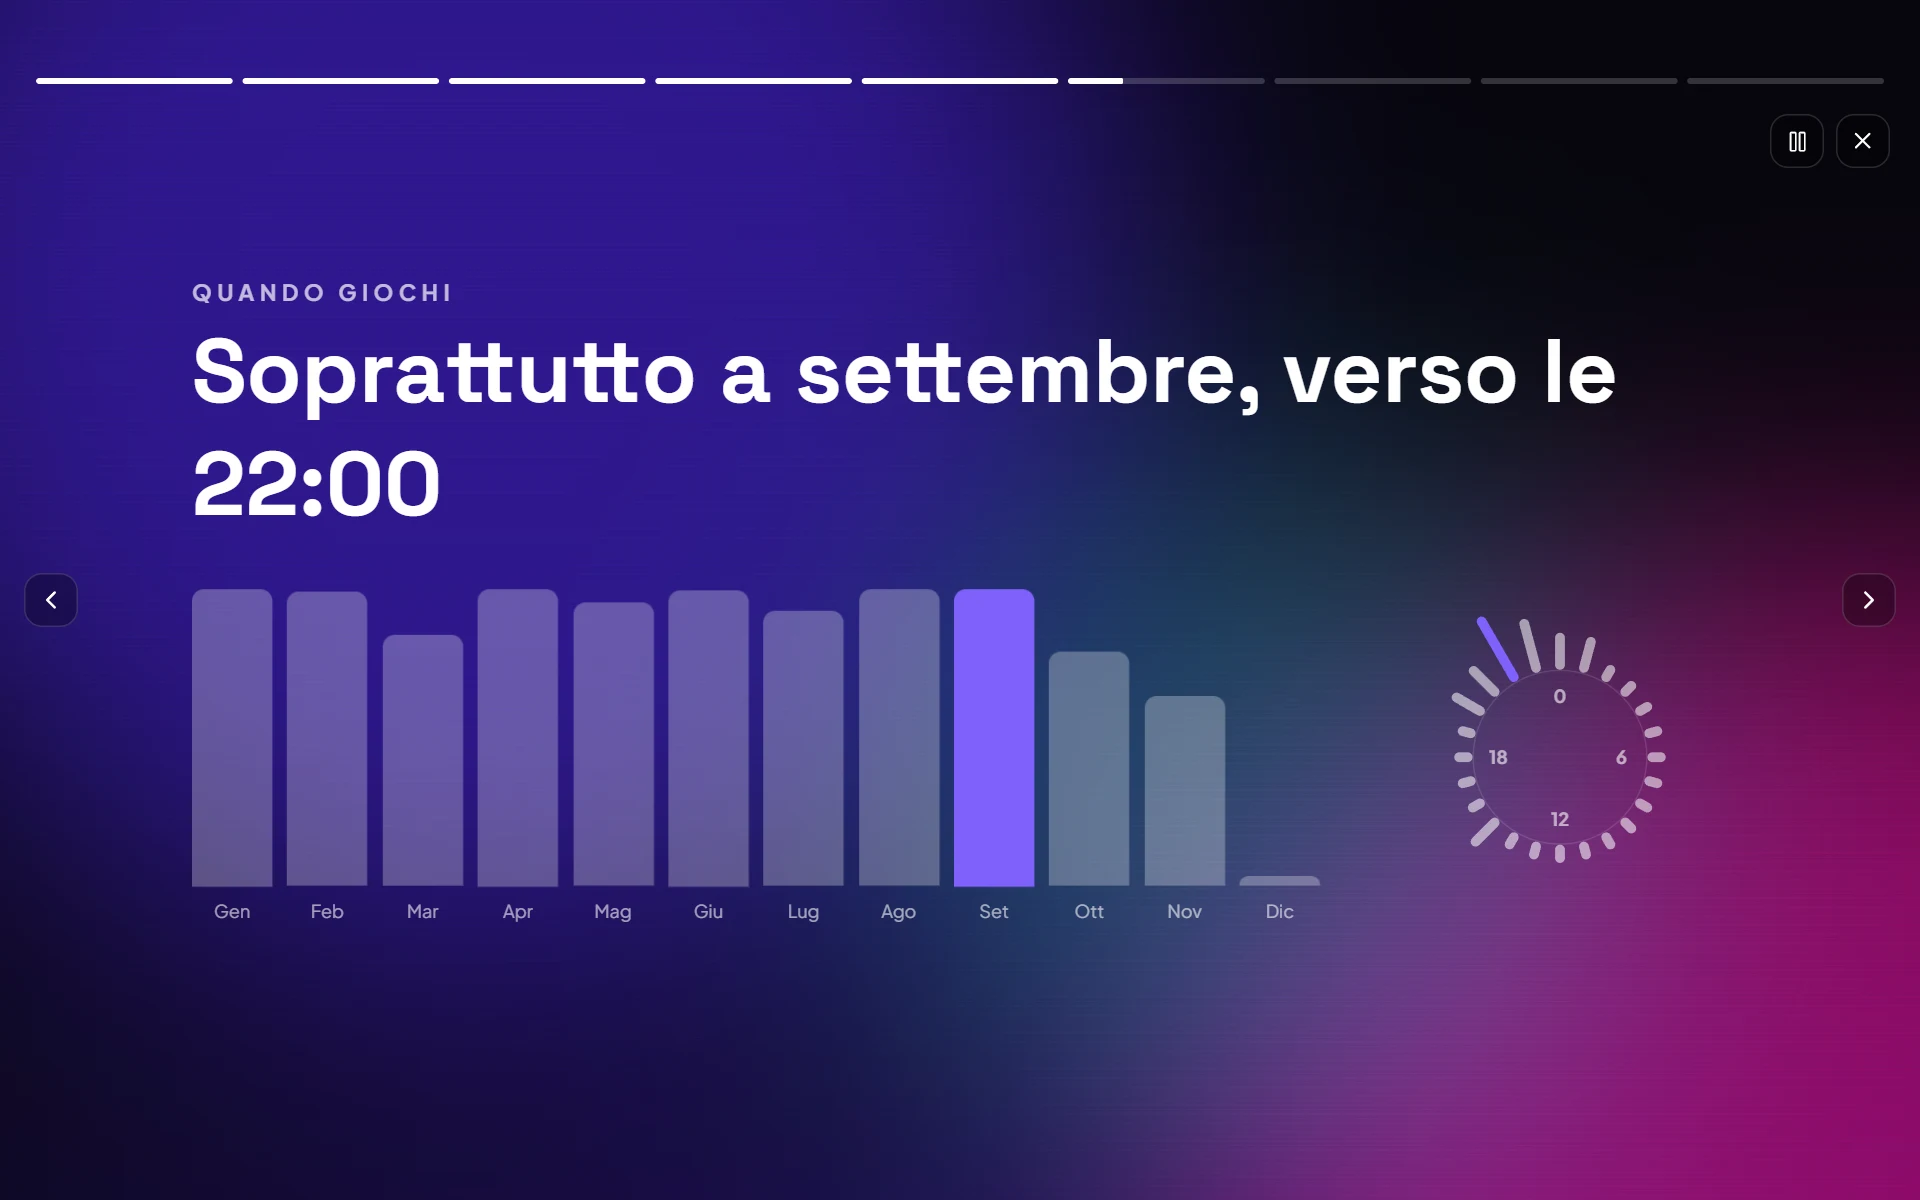 QUANDO GIOCHI
Soprattutto a settembre, verso le
22:00
Gen Feb Mar Apr Mag Giu Lug Ago Set Ott Nov Dic
0
18 6
12